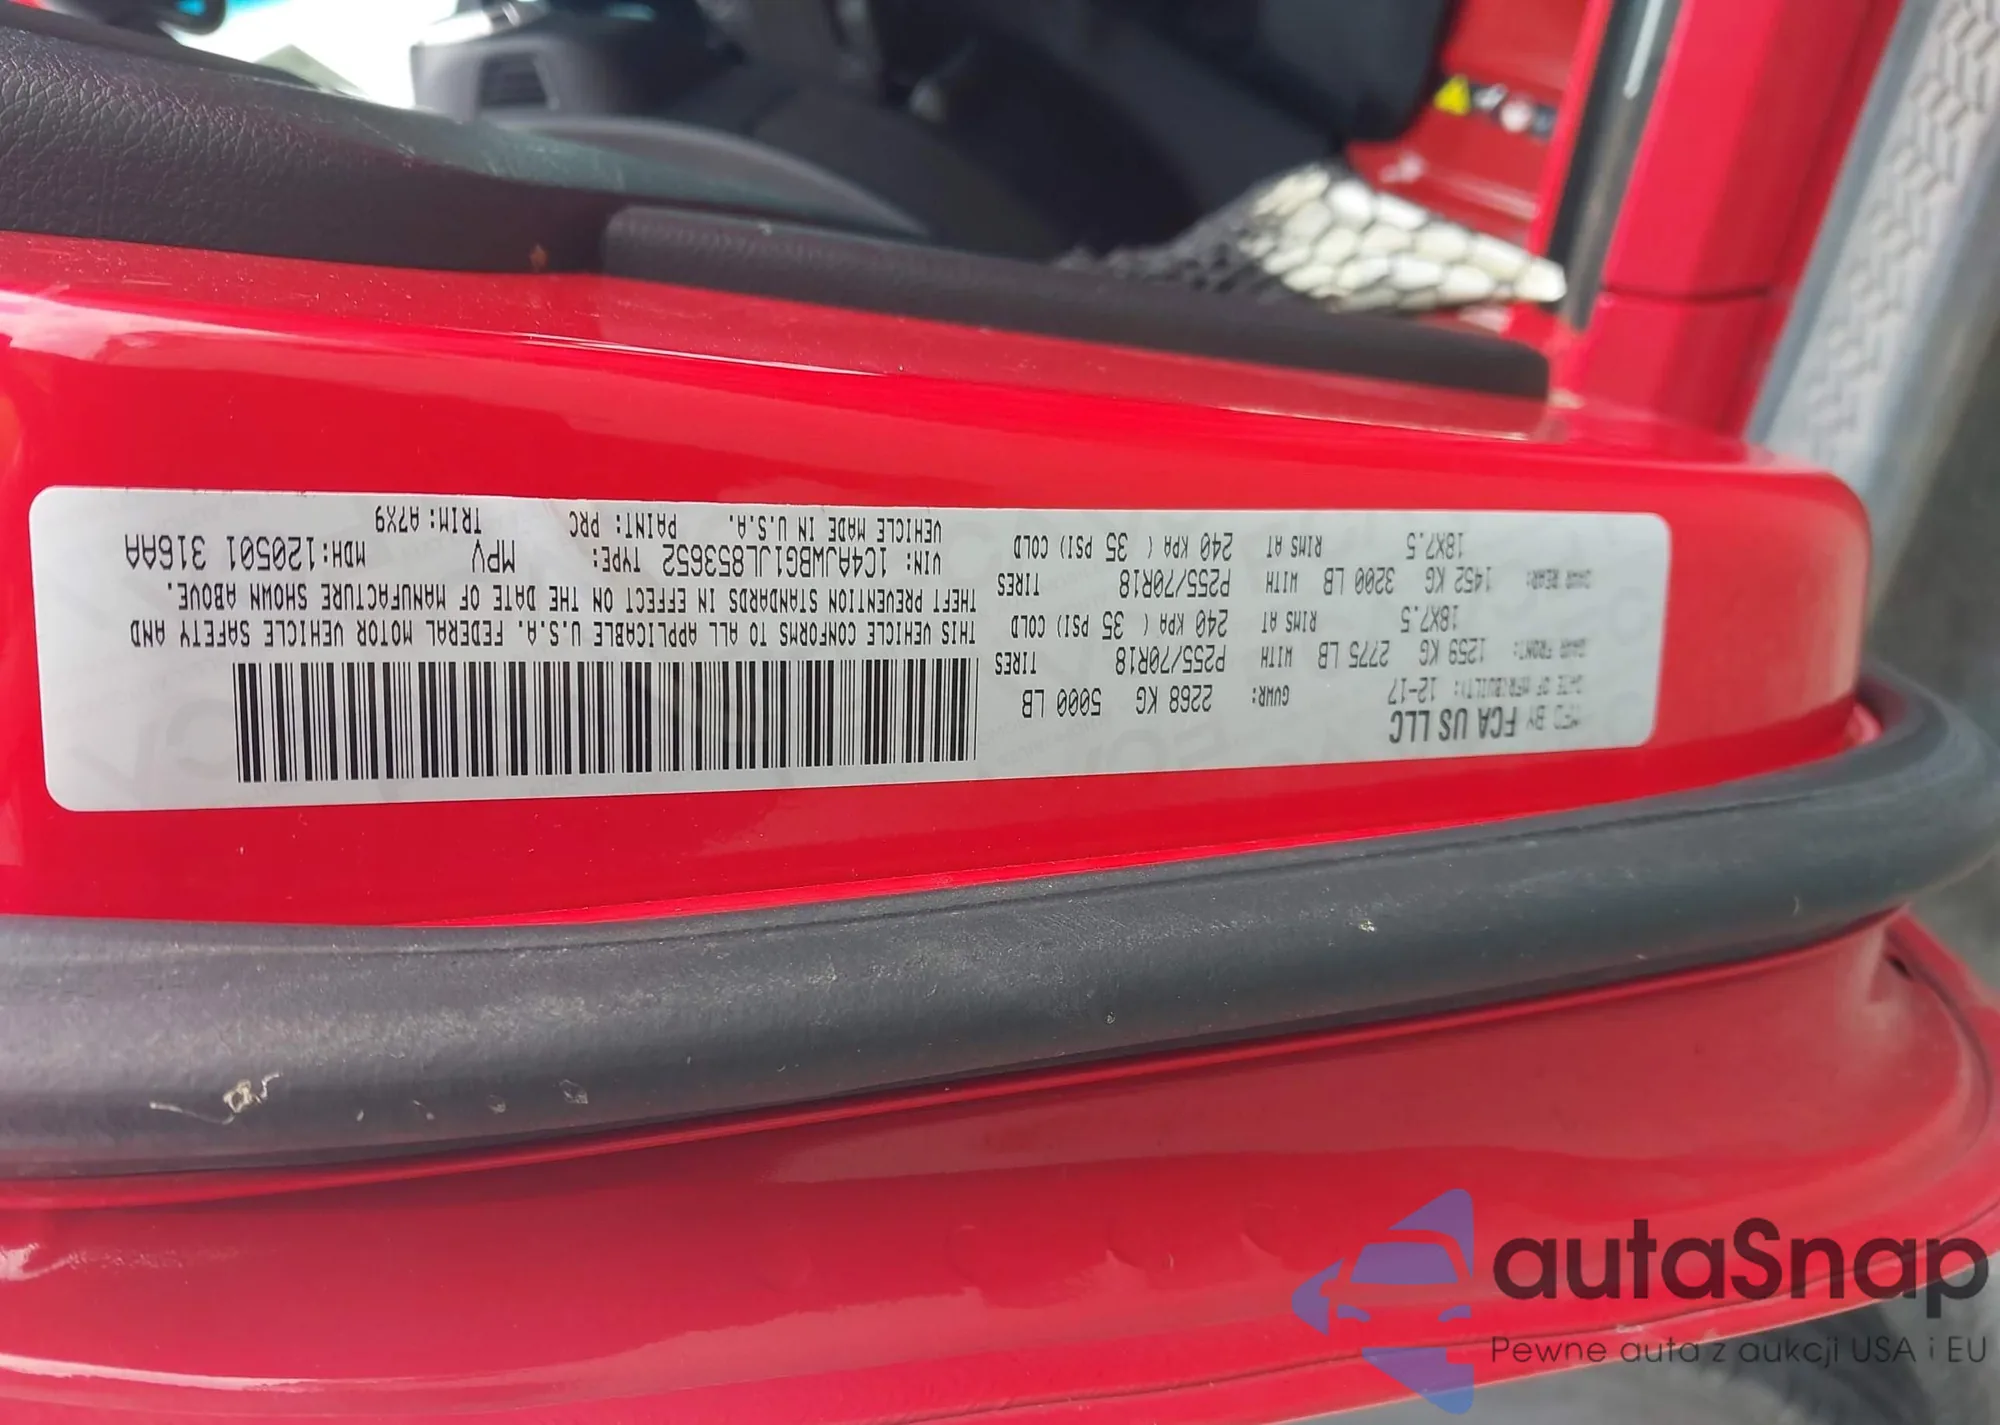 MFD BY FCA US LLC
DATE OF MFR(BUILT): 12-17 GVWR: 2268 KG 5000 LB
GAWR FRONT: 1259 KG 2775 LB WITH P255/70R18 TIRES
18X7.5 RIMS AT 240 KPA ( 35 PSI) COLD
GAWR REAR: 1452 KG 3200 LB WITH P255/70R18 TIRES
18X7.5 RIMS AT 240 KPA ( 35 PSI) COLD
THIS VEHICLE CONFORMS TO ALL APPLICABLE U.S.A. FEDERAL MOTOR VEHICLE SAFETY AND
THEFT PREVENTION STANDARDS IN EFFECT ON THE DATE OF MANUFACTURE SHOWN ABOVE.
VIN: 1C4AJWBG1JL853652 TYPE: MPV MDH:120501 316AA
VEHICLE MADE IN U.S.A. PAINT: PRC TRIM: A7X9
autaSnap
Pewne auta z aukcji USA i EU